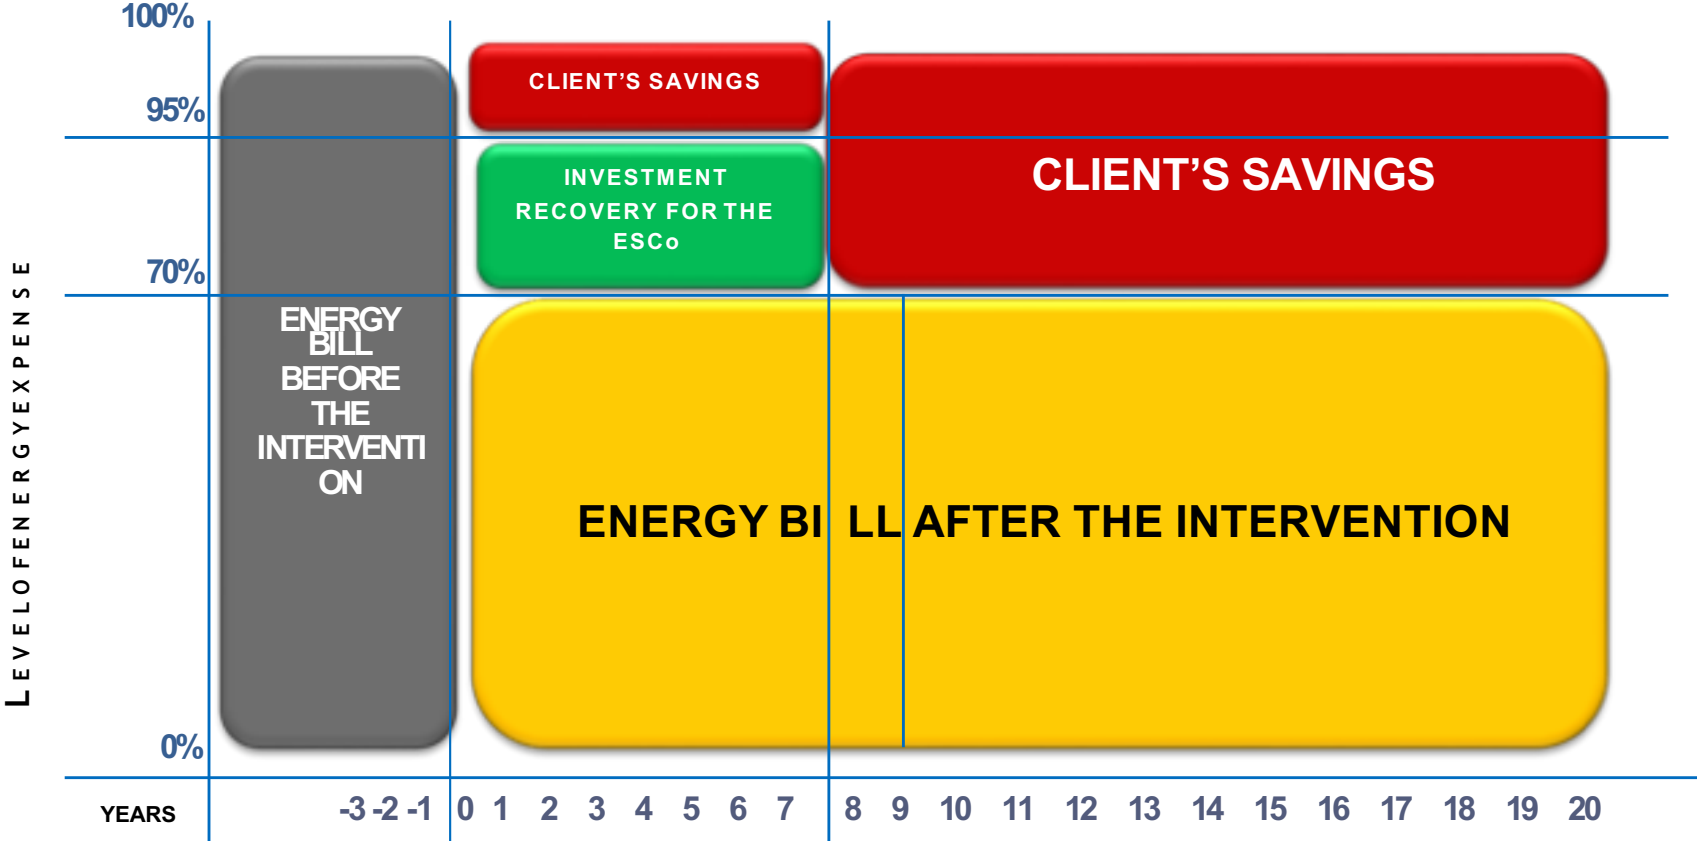 100%
95%
70%
0%
LEVELOFENERGYEXPENSE
ENERGY
BILL
BEFORE
THE
INTERVENTI
ON
CLIENT’S SAVINGS
INVESTMENT
RECOVERY FOR THE
ESCo
CLIENT’S SAVINGS
ENERGY BILL AFTER THE INTERVENTION
YEARS -3 -2 -1 0 1 2 3 4 5 6 7 8 9 10 11 12 13 14 15 16 17 18 19 20